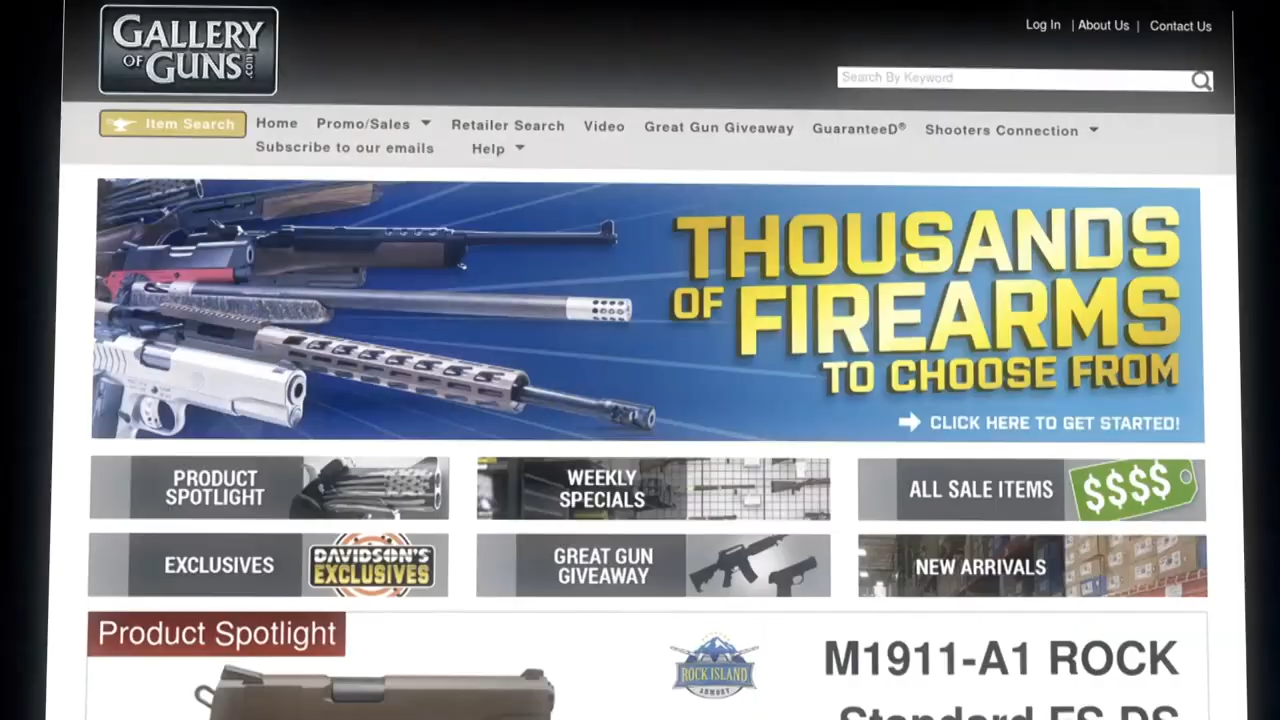 GALLERY
OF GUNS.com
Log In | About Us | Contact Us
Search By Keyword
Item Search
Home Promo/Sales Retailer Search Video Great Gun Giveaway GuaranteeD® Shooters Connection
Subscribe to our emails Help
THOUSANDS
OF FIREARMS
TO CHOOSE FROM
CLICK HERE TO GET STARTED!
PRODUCT
SPOTLIGHT
WEEKLY
SPECIALS
ALL SALE ITEMS
$$$$
EXCLUSIVES
DAVIDSON'S
EXCLUSIVES
GREAT GUN
GIVEAWAY
NEW ARRIVALS
Product Spotlight
ROCK ISLAND
ARMORY
M1911-A1 ROCK
Standard FS DS